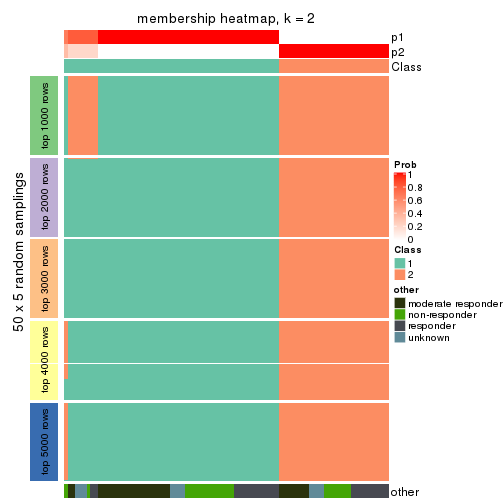 membership heatmap, k = 2
p1
p2
Class
50 x 5 random samplings
top 1000 rows
top 2000 rows
top 3000 rows
top 4000 rows
top 5000 rows
Prob
1
0.8
0.6
0.4
0.2
0
Class
1
2
other
moderate responder
non-responder
responder
unknown
other